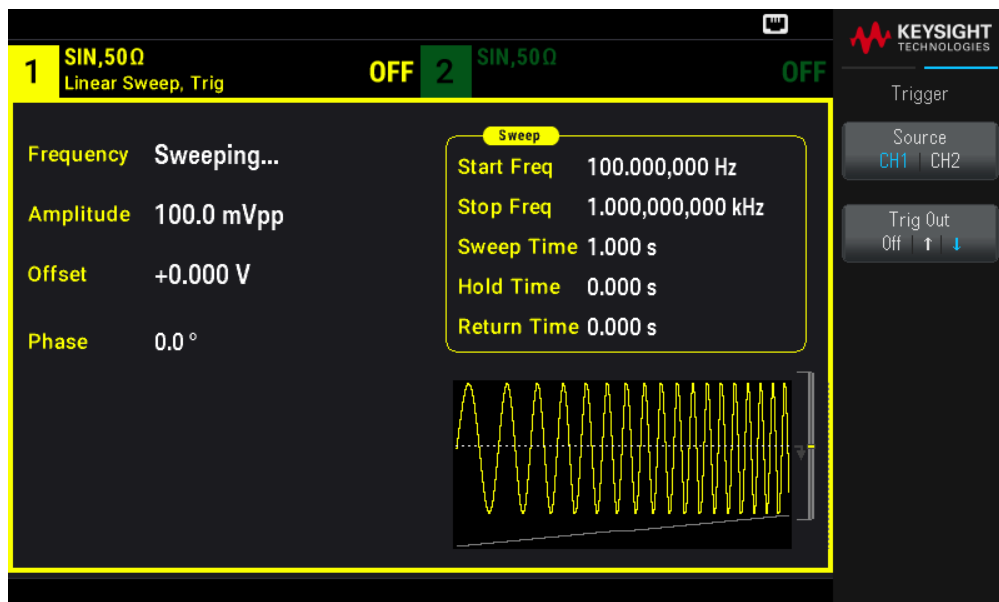 KEYSIGHT
TECHNOLOGIES
1
SIN,50Ω
Linear Sweep, Trig
OFF
2
SIN,50Ω
OFF
Frequency Sweeping...
Amplitude 100.0 mVpp
Offset +0.000 V
Phase 0.0 °
Sweep
Start Freq 100.000,000 Hz
Stop Freq 1.000,000,000 kHz
Sweep Time 1.000 s
Hold Time 0.000 s
Return Time 0.000 s
Trigger
Source
CH1 | CH2
Trig Out
Off | ↑ | ↓